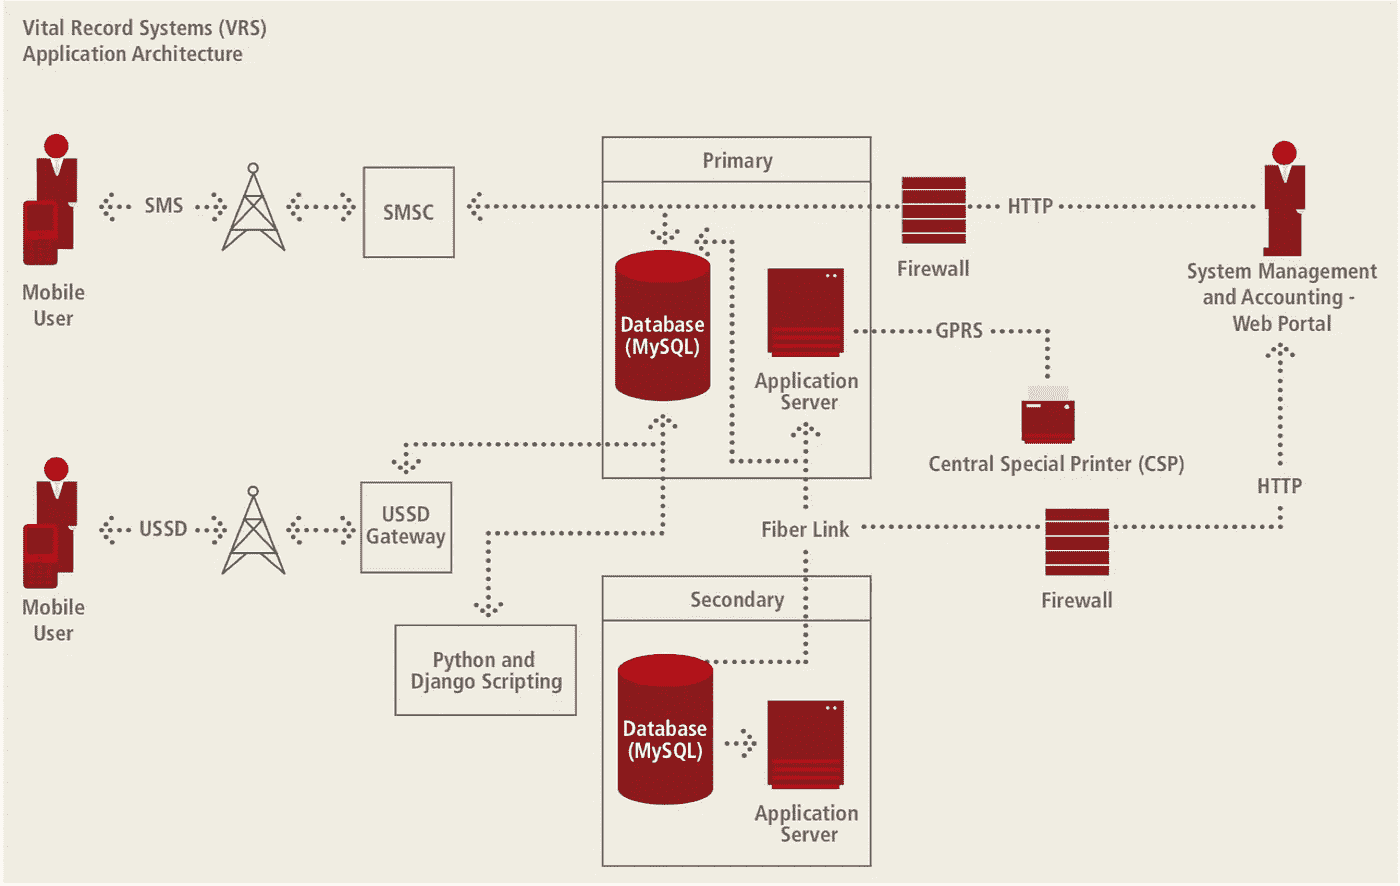 Vital Record Systems (VRS)
Application Architecture
Primary
SMS
SMSC
HTTP
Firewall
System Management
and Accounting -
Web Portal
Mobile
User
Database
(MySQL)
GPRS
Application
Server
Central Special Printer (CSP)
HTTP
USSD
USSD
Gateway
Fiber Link
Firewall
Mobile
User
Secondary
Python and
Django Scripting
Database
(MySQL)
Application
Server